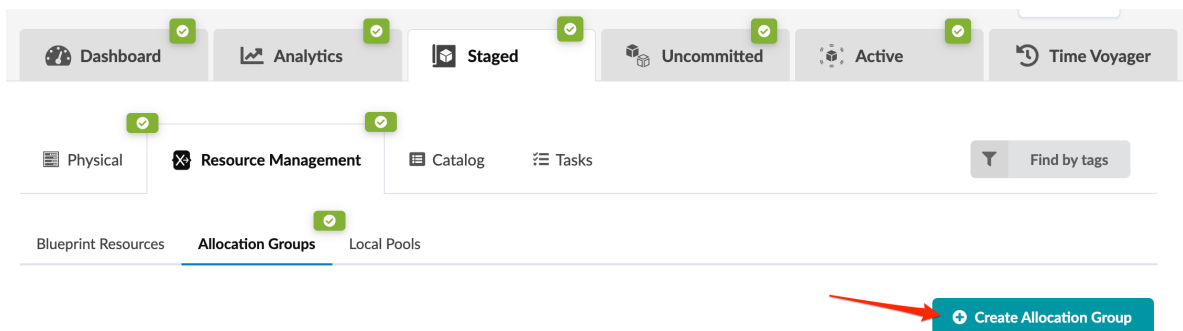 Dashboard Analytics Staged Uncommitted Active Time Voyager
Physical Resource Management Catalog Tasks Find by tags
Blueprint Resources Allocation Groups Local Pools
Create Allocation Group